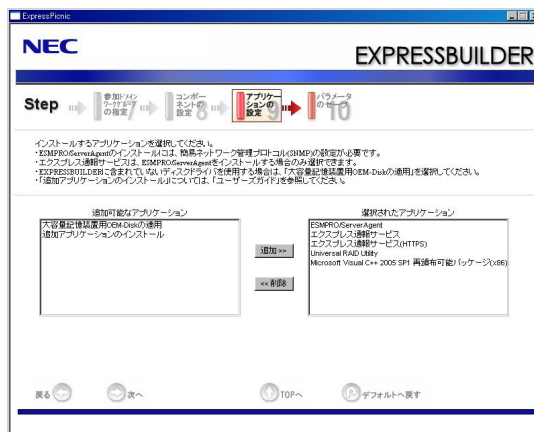 ExpressPicnic
NEC
EXPRESSBUILDER
Step
参加ドメイン
ワークグループ
の指定
7
コンポー
ネントの
設定
8
アプリケー
ションの
設定
9
パラメータ
のセーブ
10
インストールするアプリケーションを選択してください。
・ESMPRO/ServerAgentのインストールには、簡易ネットワーク管理プロトコル(SNMP)の設定が必要です。
・エクスプレス通報サービスは、ESMPRO/ServerAgentをインストールする場合のみ選択できます。
・EXPRESSBUILDERに含まれていないディスクドライバを使用する場合は、「大容量記憶装置用OEM-Diskの適用」を選択してください。
・「追加アプリケーションのインストール」については、「ユーザーズガイド」を参照してください。
追加可能なアプリケーション
大容量記憶装置用OEM-Diskの適用
追加アプリケーションのインストール
追加 >>
<< 削除
選択されたアプリケーション
ESMPRO/ServerAgent
エクスプレス通報サービス
エクスプレス通報サービス(HTTPS)
Universal RAID Utility
Microsoft Visual C++ 2005 SP1 再頒布可能パッケージ(x86)
戻る
次へ
TOPへ
デフォルトへ戻す